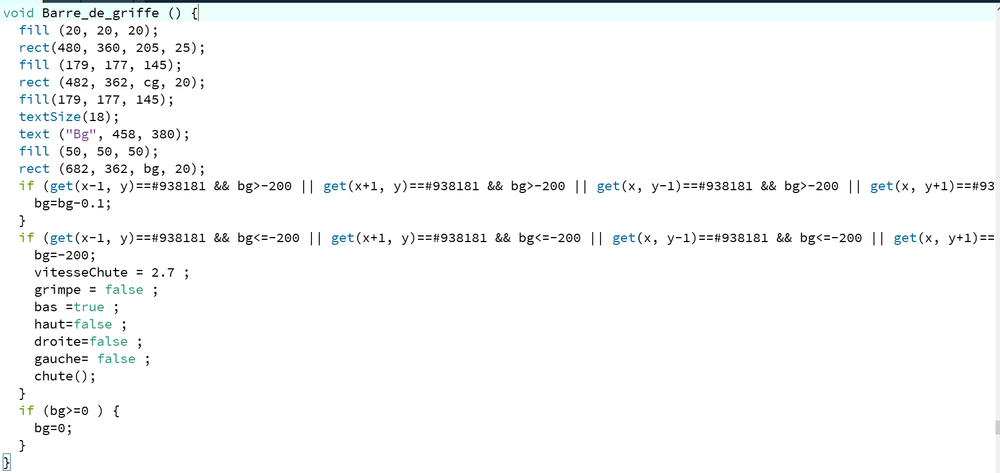 void Barre_de_griffe () {
  fill (20, 20, 20);
  rect(480, 360, 205, 25);
  fill (179, 177, 145);
  rect (482, 362, cg, 20);
  fill(179, 177, 145);
  textSize(18);
  text ("Bg", 458, 380);
  fill (50, 50, 50);
  rect (682, 362, bg, 20);
  if (get(x-1, y)==#938181 && bg>-200 || get(x+1, y)==#938181 && bg>-200 || get(x, y-1)==#938181 && bg>-200 || get(x, y+1)==#93
    bg=bg-0.1;
  }
  if (get(x-1, y)==#938181 && bg<=-200 || get(x+1, y)==#938181 && bg<=-200 || get(x, y-1)==#938181 && bg<=-200 || get(x, y+1)==
    bg=-200;
    vitesseChute = 2.7 ;
    grimpe = false ;
    bas =true ;
    haut=false ;
    droite=false ;
    gauche= false ;
    chute();
  }
  if (bg>=0 ) {
    bg=0;
  }
}